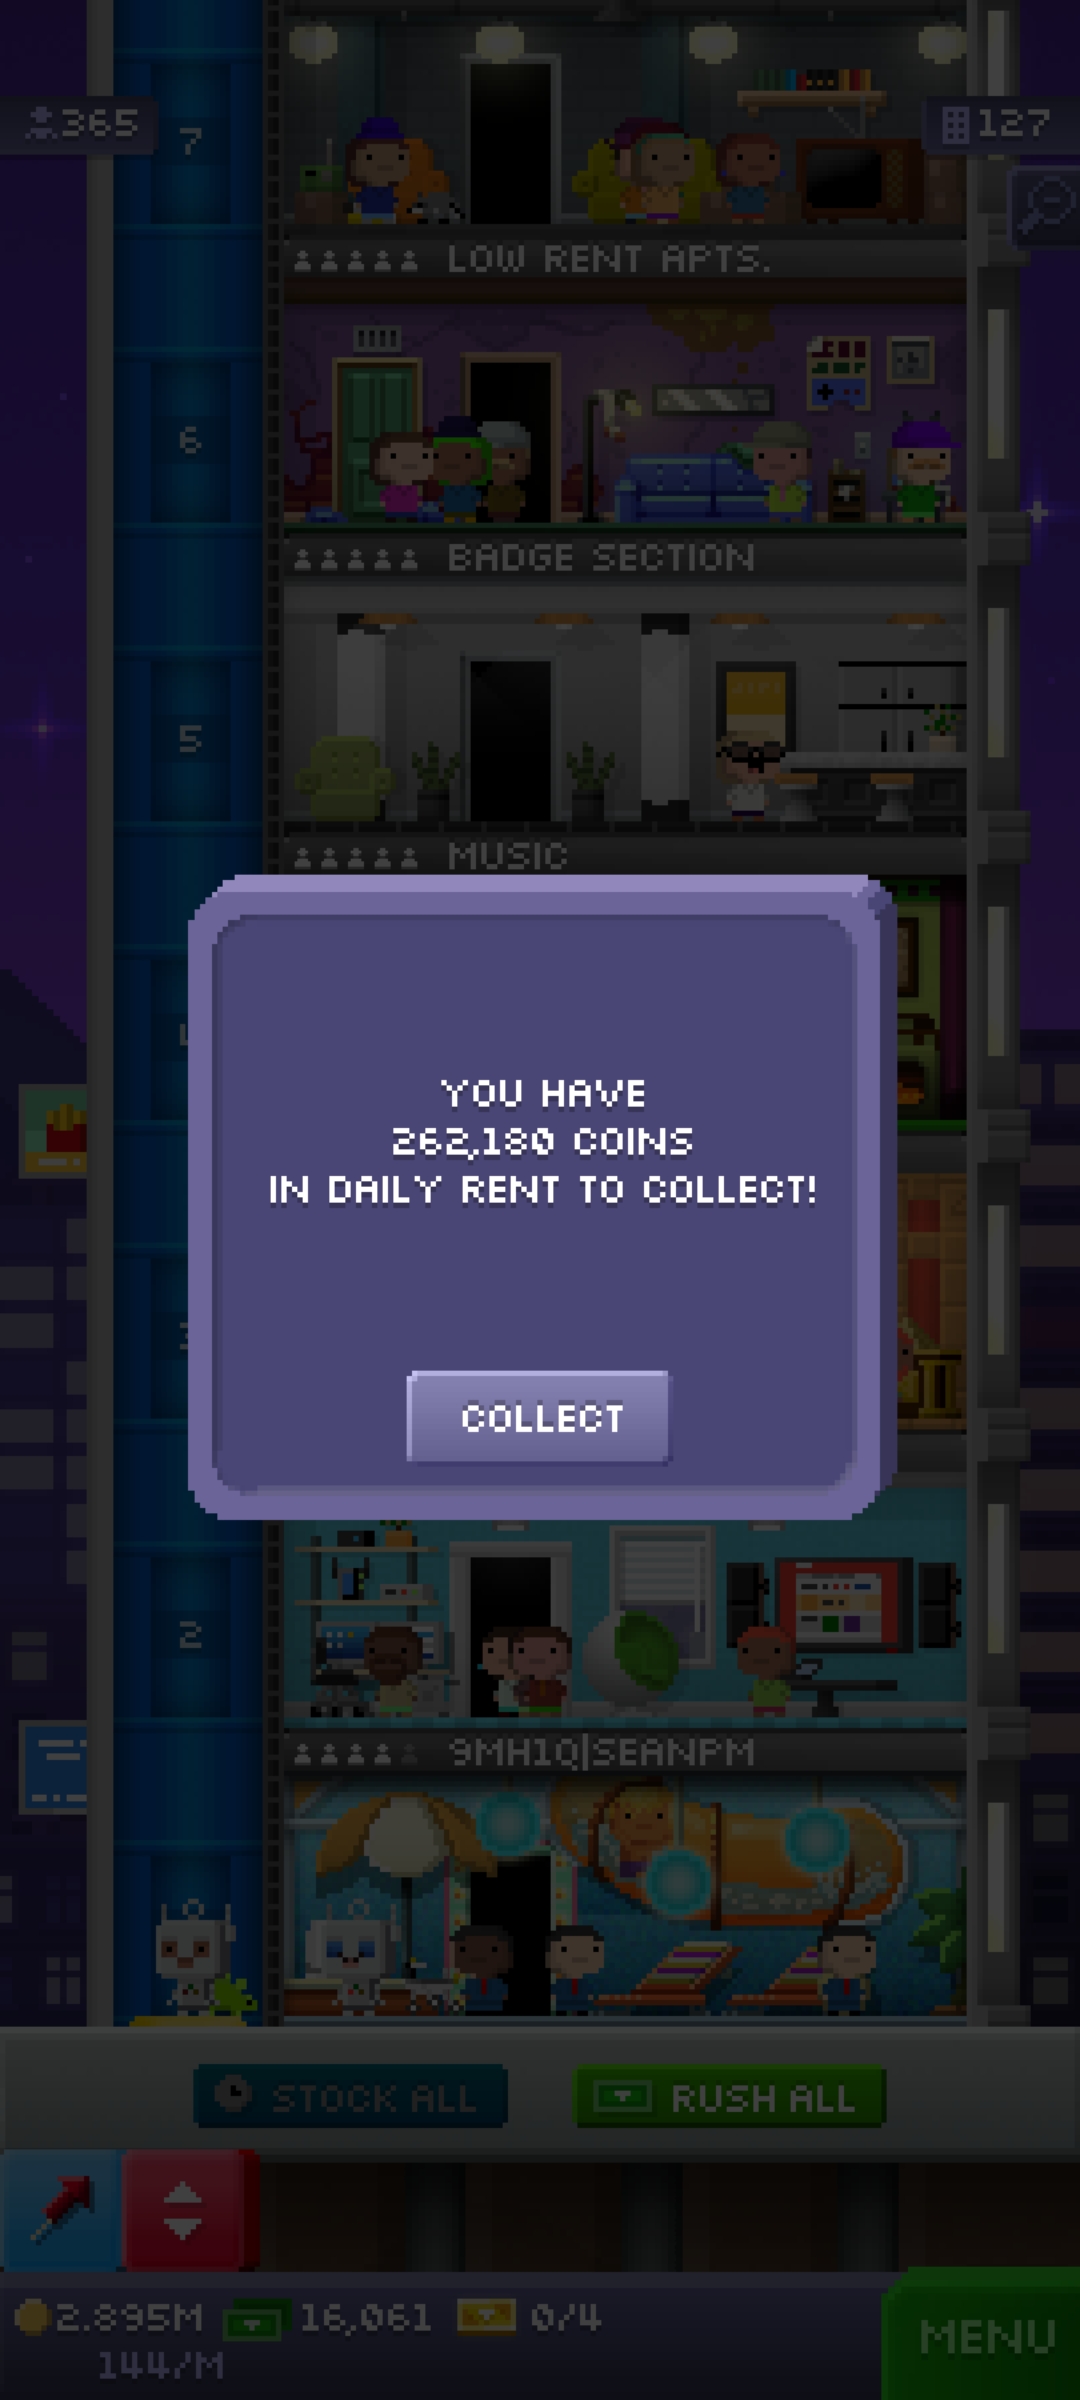 365
127
7
LOW RENT APTS.
6
BADGE SECTION
5
MUSIC
YOU HAVE
262,180 COINS
IN DAILY RENT TO COLLECT!
COLLECT
2
9MH1Q|SEANPM
STOCK ALL
RUSH ALL
2.895M 16,061 0/4
144/M
MENU